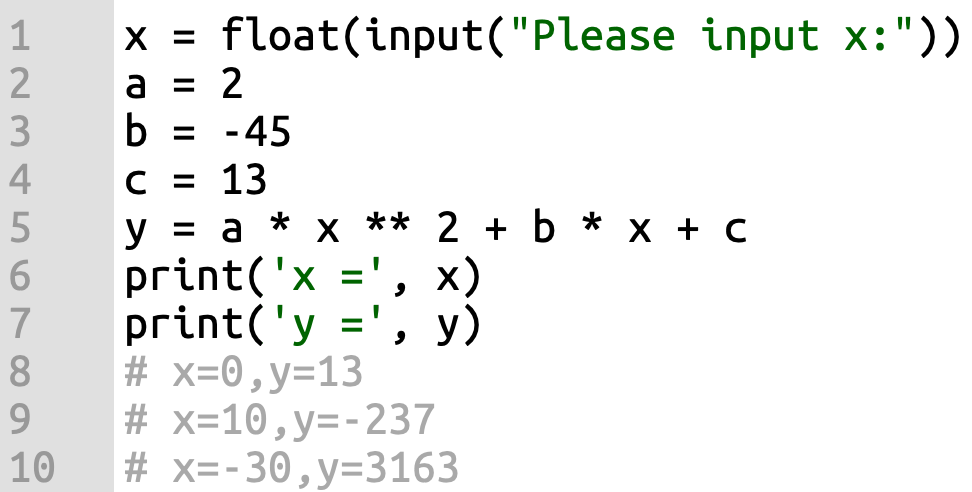 1 x = float(input("Please input x:"))
2 a = 2
3 b = -45
4 c = 13
5 y = a * x ** 2 + b * x + c
6 print('x =', x)
7 print('y =', y)
8 # x=0,y=13
9 # x=10,y=-237
10 # x=-30,y=3163